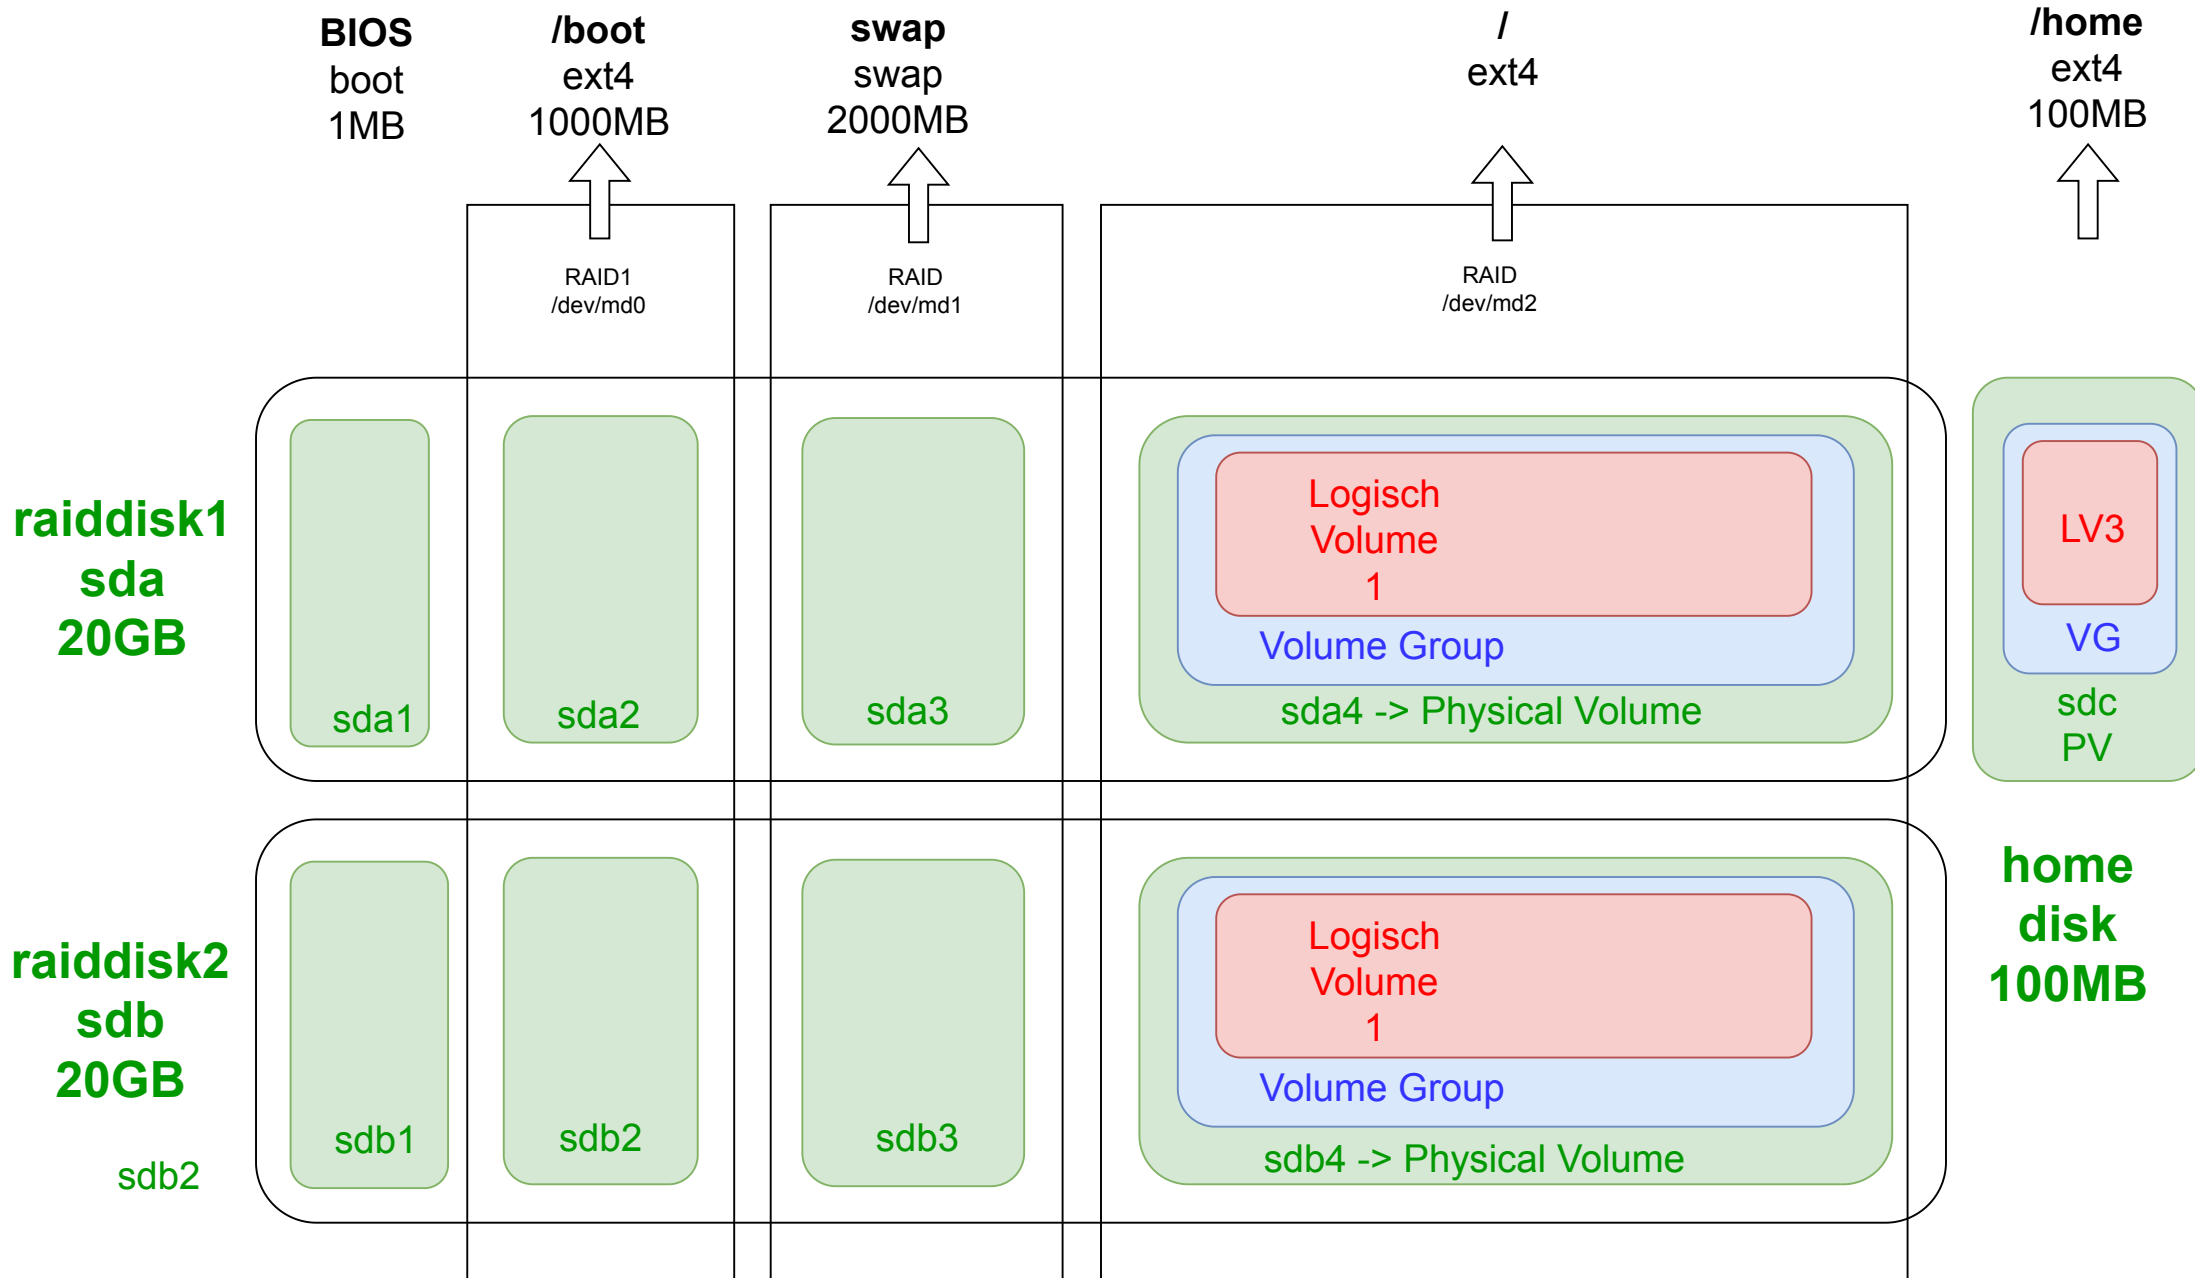 BIOS
boot
1MB
/boot
ext4
1000MB
swap
swap
2000MB
/
ext4
/home
ext4
100MB
RAID1
/dev/md0
RAID
/dev/md1
RAID
/dev/md2
raiddisk1
sda
20GB
sda1
sda2
sda3
Logisch
Volume
1
Volume Group
sda4 -> Physical Volume
LV3
VG
sdc
PV
raiddisk2
sdb
20GB
sdb2
sdb1
sdb2
sdb3
Logisch
Volume
1
Volume Group
sdb4 -> Physical Volume
home
disk
100MB